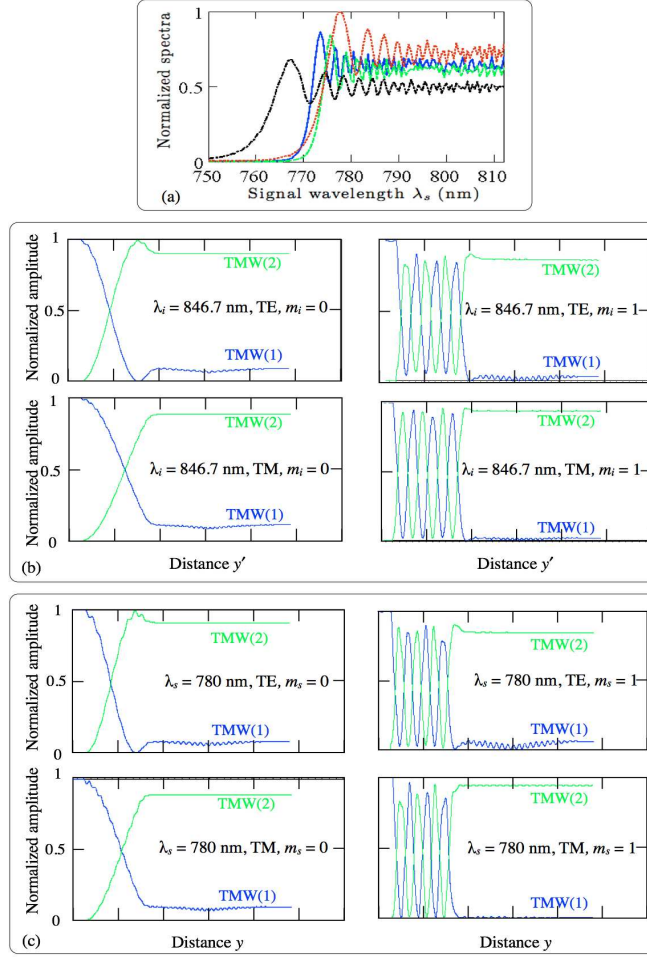 Normalized spectra
1
0.5
0
750 760 770 780 790 800 810
(a)
Signal wavelength λs (nm)
Normalized amplitude
1
0.5
0
TMW(2)
λi = 846.7 nm, TE, mi = 0
TMW(1)
TMW(2)
λi = 846.7 nm, TE, mi = 1
TMW(1)
Normalized amplitude
1
0.5
0
TMW(2)
λi = 846.7 nm, TM, mi = 0
TMW(1)
TMW(2)
λi = 846.7 nm, TM, mi = 1
TMW(1)
(b)
Distance y′
Distance y′
Normalized amplitude
1
0.5
0
TMW(2)
λs = 780 nm, TE, ms = 0
TMW(1)
TMW(2)
λs = 780 nm, TE, ms = 1
TMW(1)
Normalized amplitude
1
0.5
0
TMW(2)
λs = 780 nm, TM, ms = 0
TMW(1)
TMW(2)
λs = 780 nm, TM, ms = 1
TMW(1)
(c)
Distance y
Distance y